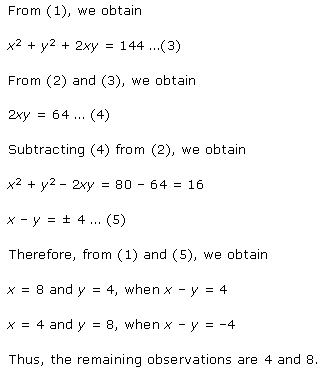 From (1), we obtain
x² + y² + 2xy = 144 …(3)
From (2) and (3), we obtain
2xy = 64 … (4)
Subtracting (4) from (2), we obtain
x² + y² – 2xy = 80 – 64 = 16
x – y = ± 4 … (5)
Therefore, from (1) and (5), we obtain
x = 8 and y = 4, when x – y = 4
x = 4 and y = 8, when x – y = –4
Thus, the remaining observations are 4 and 8.